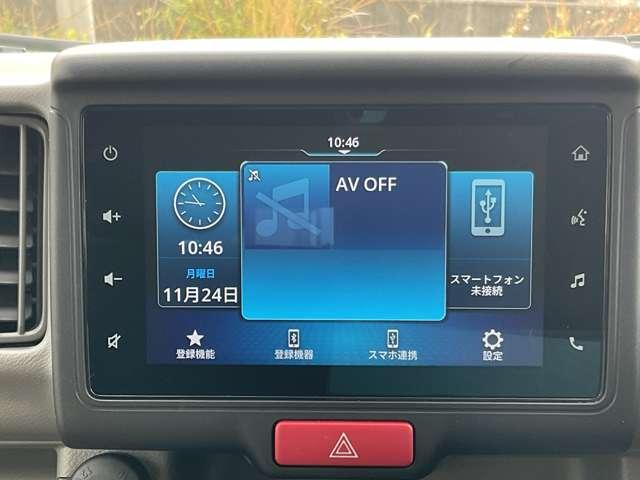 10:46
AV OFF
10:46
月曜日
11月24日
スマートフォン
未接続
登録機能
登録機器
スマホ連携
設定